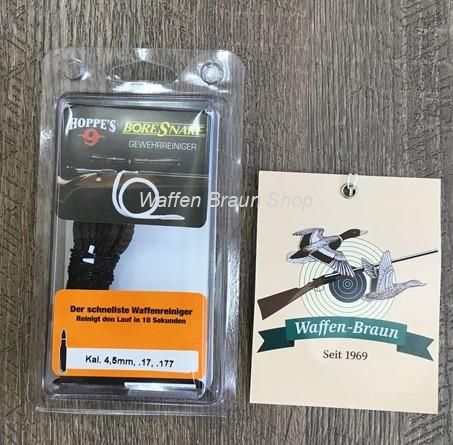 HOPPE'S
9
BORESNAKE
GEWEHRREINIGER
Waffen Braun Shop
Der schnellste Waffenreiniger
Reinigt den Lauf in 10 Sekunden
Kal. 4,5mm, .17, .177
Waffen-Braun
Seit 1969